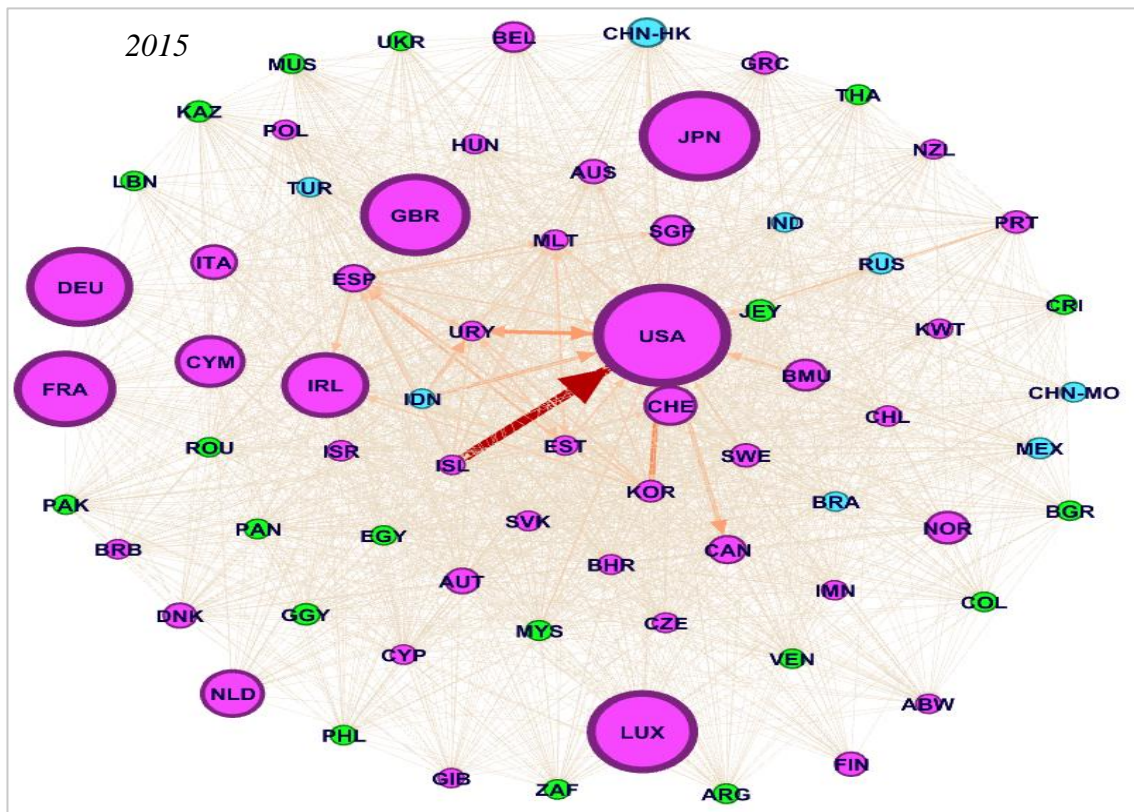 2015
UKR
BEL
CHN-HK
MUS
GRC
KAZ
THA
POL
HUN
JPN
NZL
LBN
TUR
AUS
GBR
IND
PRT
MLT
SGP
ITA
RUS
DEU
ESP
CRI
JEY
URY
USA
KWT
CYM
FRA
IRL
BMU
IDN
CHE
CHN-MO
CHL
ROU
ISR
EST
ISL
SWE
MEX
PAK
KOR
BRA
BGR
PAN
SVK
EGY
NOR
BRB
CAN
BHR
AUT
IMN
COL
DNK
GGY
MYS
CZE
CYP
VEN
NLD
ABW
PHL
LUX
GIB
FIN
ZAF
ARG